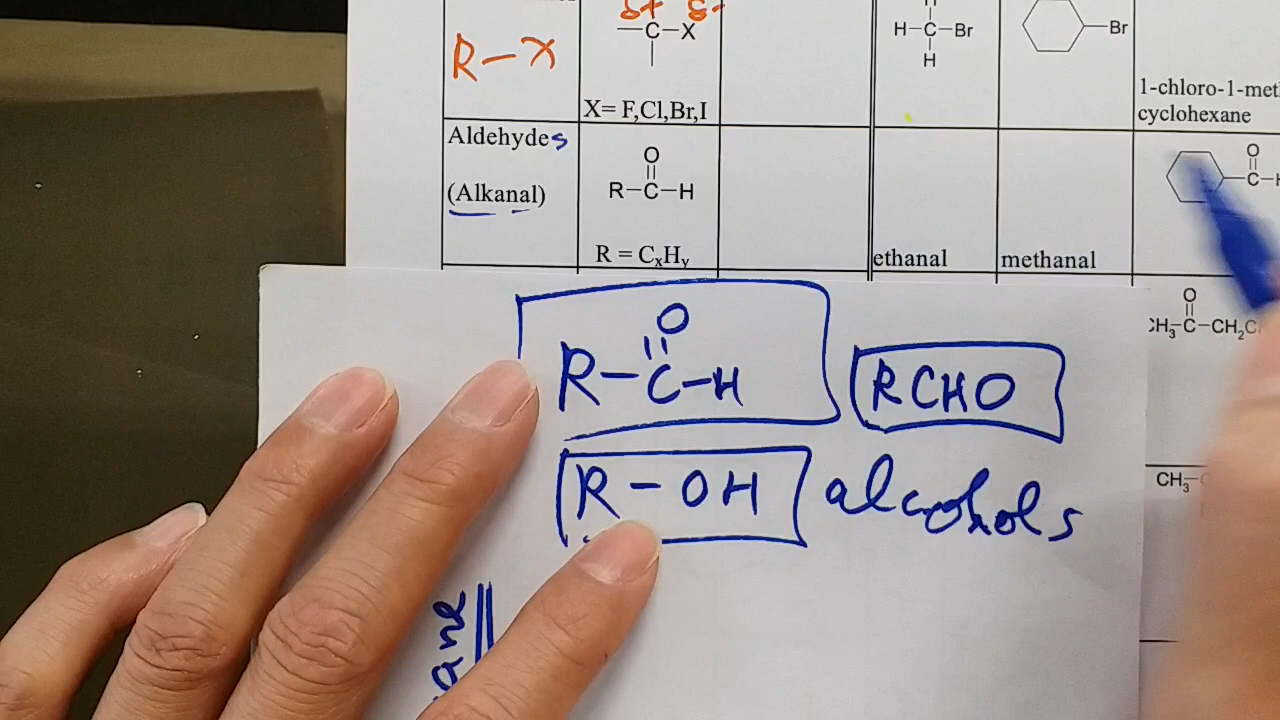 δ+ δ-
—C—X
R—X
X= F,Cl,Br,I
H
H—C—Br
H
Br
1-chloro-1-met
cyclohexane
Aldehydes
(Alkanal)
O
R—C—H
R = CxHy
ethanal
methanal
O
C—H
O
CH3—C—CH2C
CH3—
O
R—C—H
RCHO
R—OH alcohols
ane